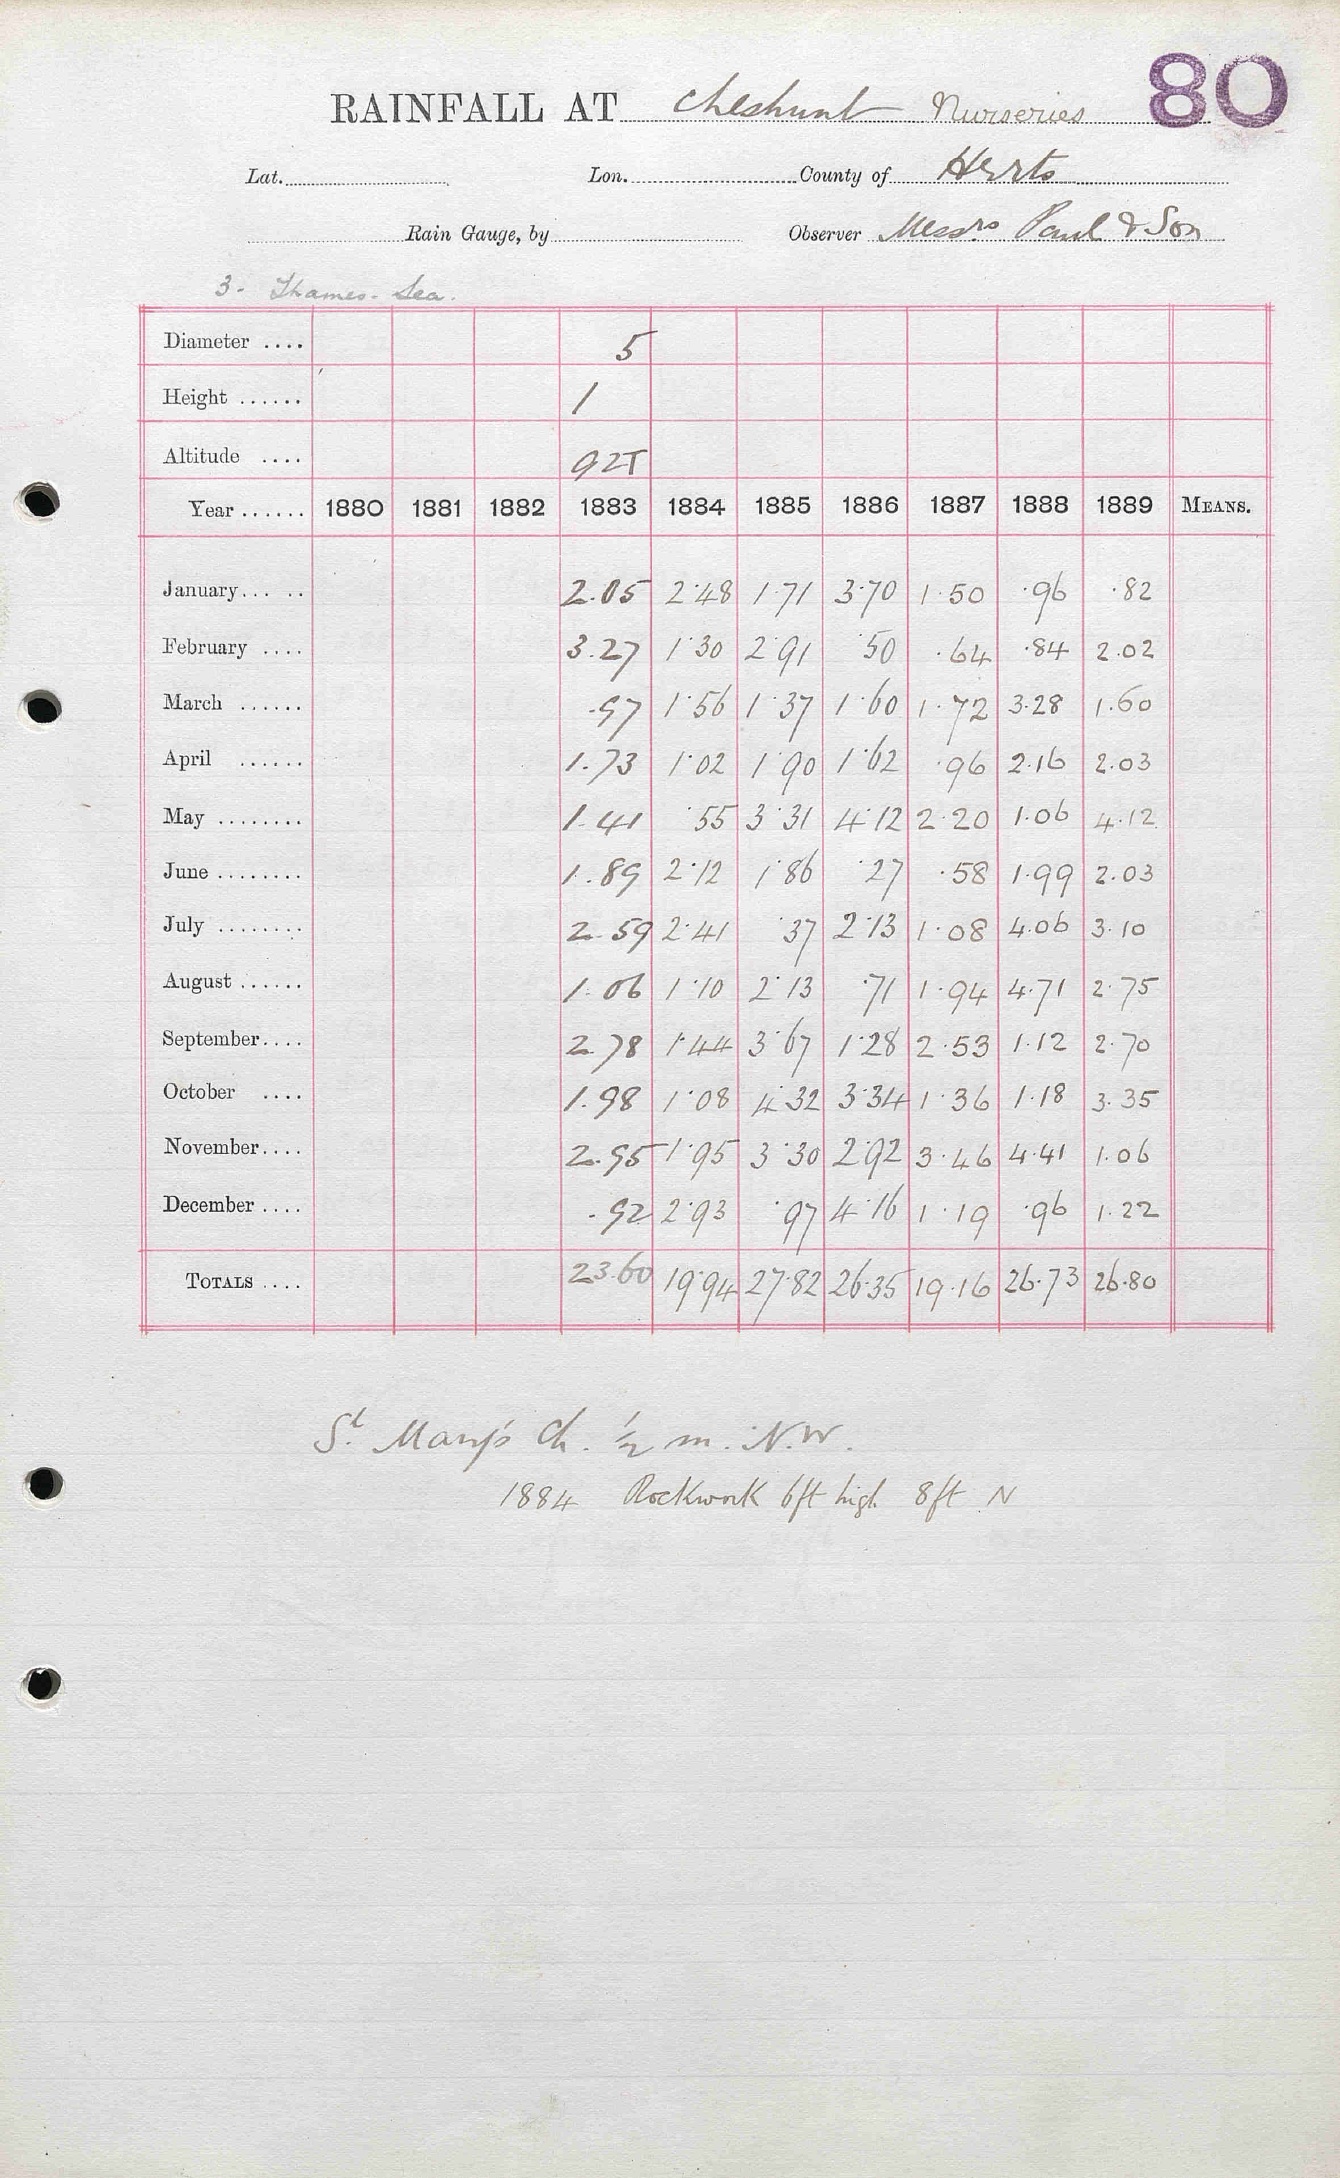 80
RAINFALL AT Cheshunt Nurseries
Lat. Lon. County of Herts
Rain Gauge, by Observer Messrs Paul & Son
3. Thames. Lea.
Diameter .... 5
Height ...... 1
Altitude .... 92T
Year ...... 1880 1881 1882 1883 1884 1885 1886 1887 1888 1889 MEANS.
January... .. 2.05 2.48 1.71 3.70 1.50 .96 .82
February .... 3.27 1.30 2.91 .50 .64 .84 2.02
March ...... .97 1.56 1.37 1.60 1.72 3.28 1.60
April ...... 1.73 1.02 1.90 1.62 .96 2.16 2.03
May ........ 1.41 .55 3.31 4.12 2.20 1.06 4.12
June ........ 1.89 2.12 1.86 .27 .58 1.99 2.03
July ........ 2.59 2.41 .37 2.13 1.08 4.06 3.10
August ...... 1.06 1.10 2.13 .71 1.94 4.71 2.75
September.... 2.78 1.44 3.67 1.28 2.53 1.12 2.70
October .... 1.98 1.08 4.32 3.34 1.36 1.18 3.35
November.... 2.95 1.95 3.30 2.92 3.46 4.41 1.06
December .... .92 2.93 .97 4.16 1.19 .96 1.22
TOTALS .... 23.60 19.94 27.82 26.35 19.16 26.73 26.80
St. Mary's Ch. 1/2 m. N.W.
1884 Rockwork 6ft high 8ft N